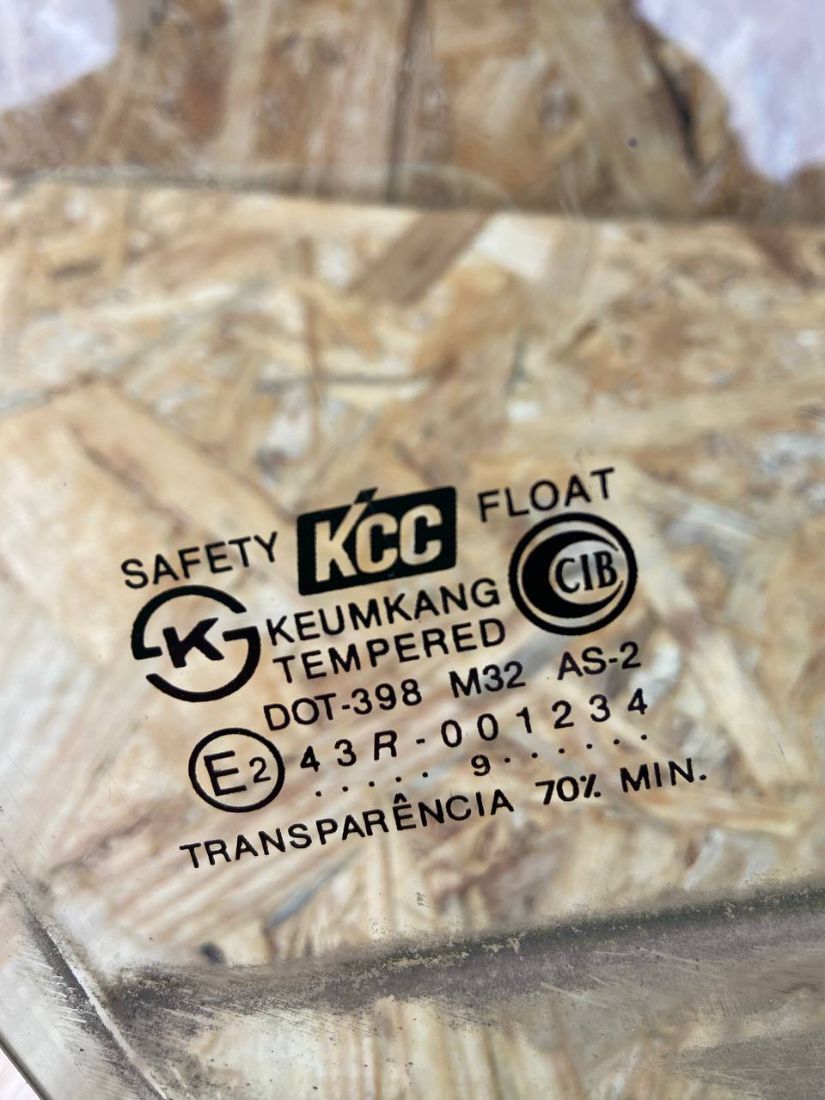 SAFETY KCC FLOAT
K KEUMKANG CIB
TEMPERED
DOT-398 M32 AS-2
E2 43R-001234
..... 9......
TRANSPARÊNCIA 70% MIN.